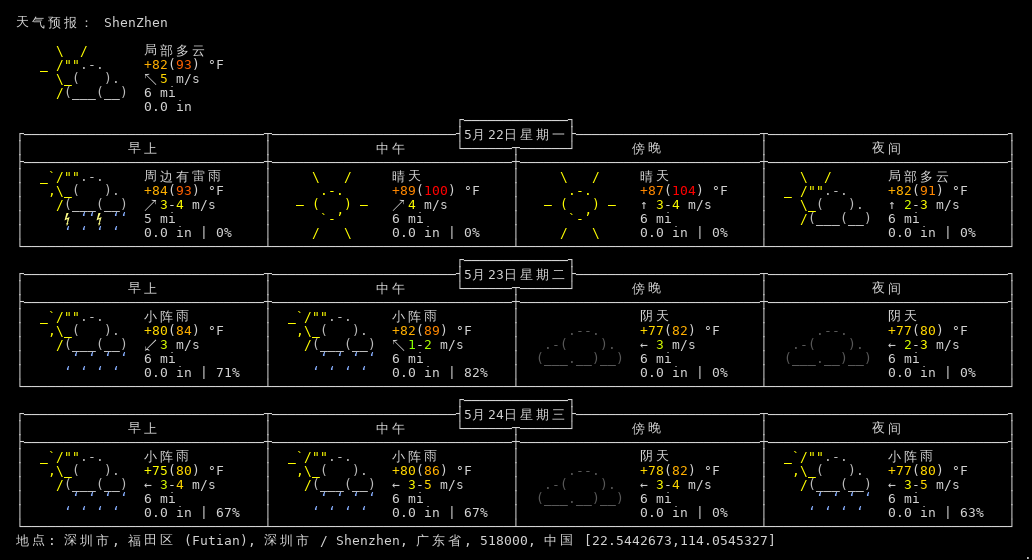 天气预报： ShenZhen
局部多云
+82(93) °F
↖ 5 m/s
6 mi
0.0 in
5月22日星期一
早上 中午 傍晚 夜间
周边有雷雨 晴天 晴天 局部多云
+84(93) °F +89(100) °F +87(104) °F +82(91) °F
↗ 3-4 m/s ↗ 4 m/s ↑ 3-4 m/s ↑ 2-3 m/s
5 mi 6 mi 6 mi 6 mi
0.0 in | 0% 0.0 in | 0% 0.0 in | 0% 0.0 in | 0%
5月23日星期二
早上 中午 傍晚 夜间
小阵雨 小阵雨 阴天 阴天
+80(84) °F +82(89) °F +77(82) °F +77(80) °F
↙ 3 m/s ↖ 1-2 m/s ← 3 m/s ← 2-3 m/s
6 mi 6 mi 6 mi 6 mi
0.0 in | 71% 0.0 in | 82% 0.0 in | 0% 0.0 in | 0%
5月24日星期三
早上 中午 傍晚 夜间
小阵雨 小阵雨 阴天 小阵雨
+75(80) °F +80(86) °F +78(82) °F +77(80) °F
← 3-4 m/s ← 3-5 m/s ← 3-4 m/s ← 3-5 m/s
6 mi 6 mi 6 mi 6 mi
0.0 in | 67% 0.0 in | 67% 0.0 in | 0% 0.0 in | 63%
地点: 深圳市, 福田区 (Futian), 深圳市 / Shenzhen, 广东省, 518000, 中国 [22.5442673,114.0545327]